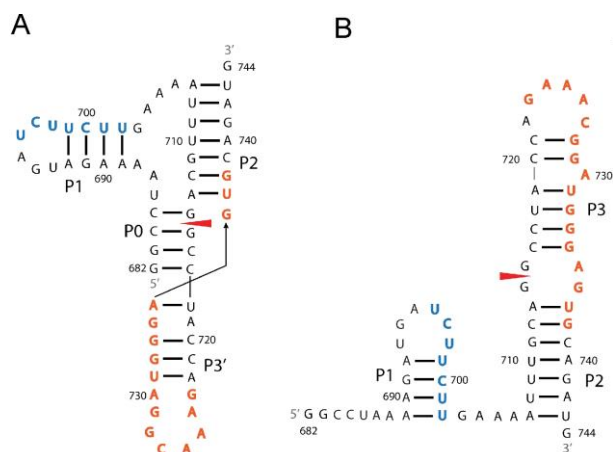 A
B
3'
G
744
A A A A U
U A
710 U G
U A
G C 740
C G
A U
G G
P2
700
U C U U C U U G
A G U A G A A A
690
P1
A
U
C G
C G
G C
682 G C
P0
5'
A U
G A
G C 720
G C
U A
P3'
730 A G
G A
G A
C A
G A A A
A C
C G
720 C G
A A 730
A U
U G
C G
C G
P3
G A
G G
A U
C G
G C 740
710 U A
U G
U A
A U
P2
G
744
3'
A U C
G U
U U
A C 700
G U
690 A U
P1
5' G G C C U A A A U G A A A A
682